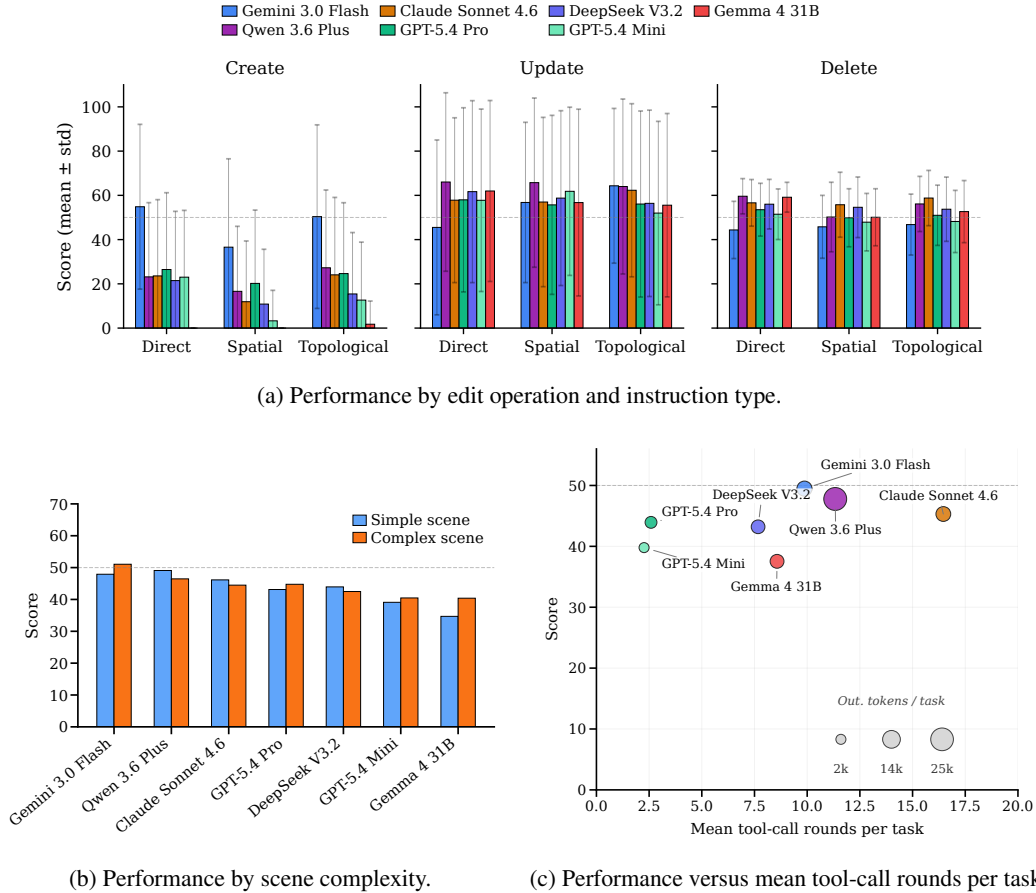 Gemini 3.0 Flash Claude Sonnet 4.6 DeepSeek V3.2 Gemma 4 31B
Qwen 3.6 Plus GPT-5.4 Pro GPT-5.4 Mini
Create Update Delete
Score (mean ± std)
100
80
60
40
20
0
Direct Spatial Topological Direct Spatial Topological Direct Spatial Topological
(a) Performance by edit operation and instruction type.
Score
70
60
50
40
30
20
10
0
Simple scene
Complex scene
Gemini 3.0 Flash
Qwen 3.6 Plus
Claude Sonnet 4.6
GPT-5.4 Pro
DeepSeek V3.2
GPT-5.4 Mini
Gemma 4 31B
(b) Performance by scene complexity.
Score
50
40
30
20
10
0
Gemini 3.0 Flash
DeepSeek V3.2
Claude Sonnet 4.6
GPT-5.4 Pro
Qwen 3.6 Plus
GPT-5.4 Mini
Gemma 4 31B
Out. tokens / task
2k 14k 25k
0.0 2.5 5.0 7.5 10.0 12.5 15.0 17.5 20.0
Mean tool-call rounds per task
(c) Performance versus mean tool-call rounds per task